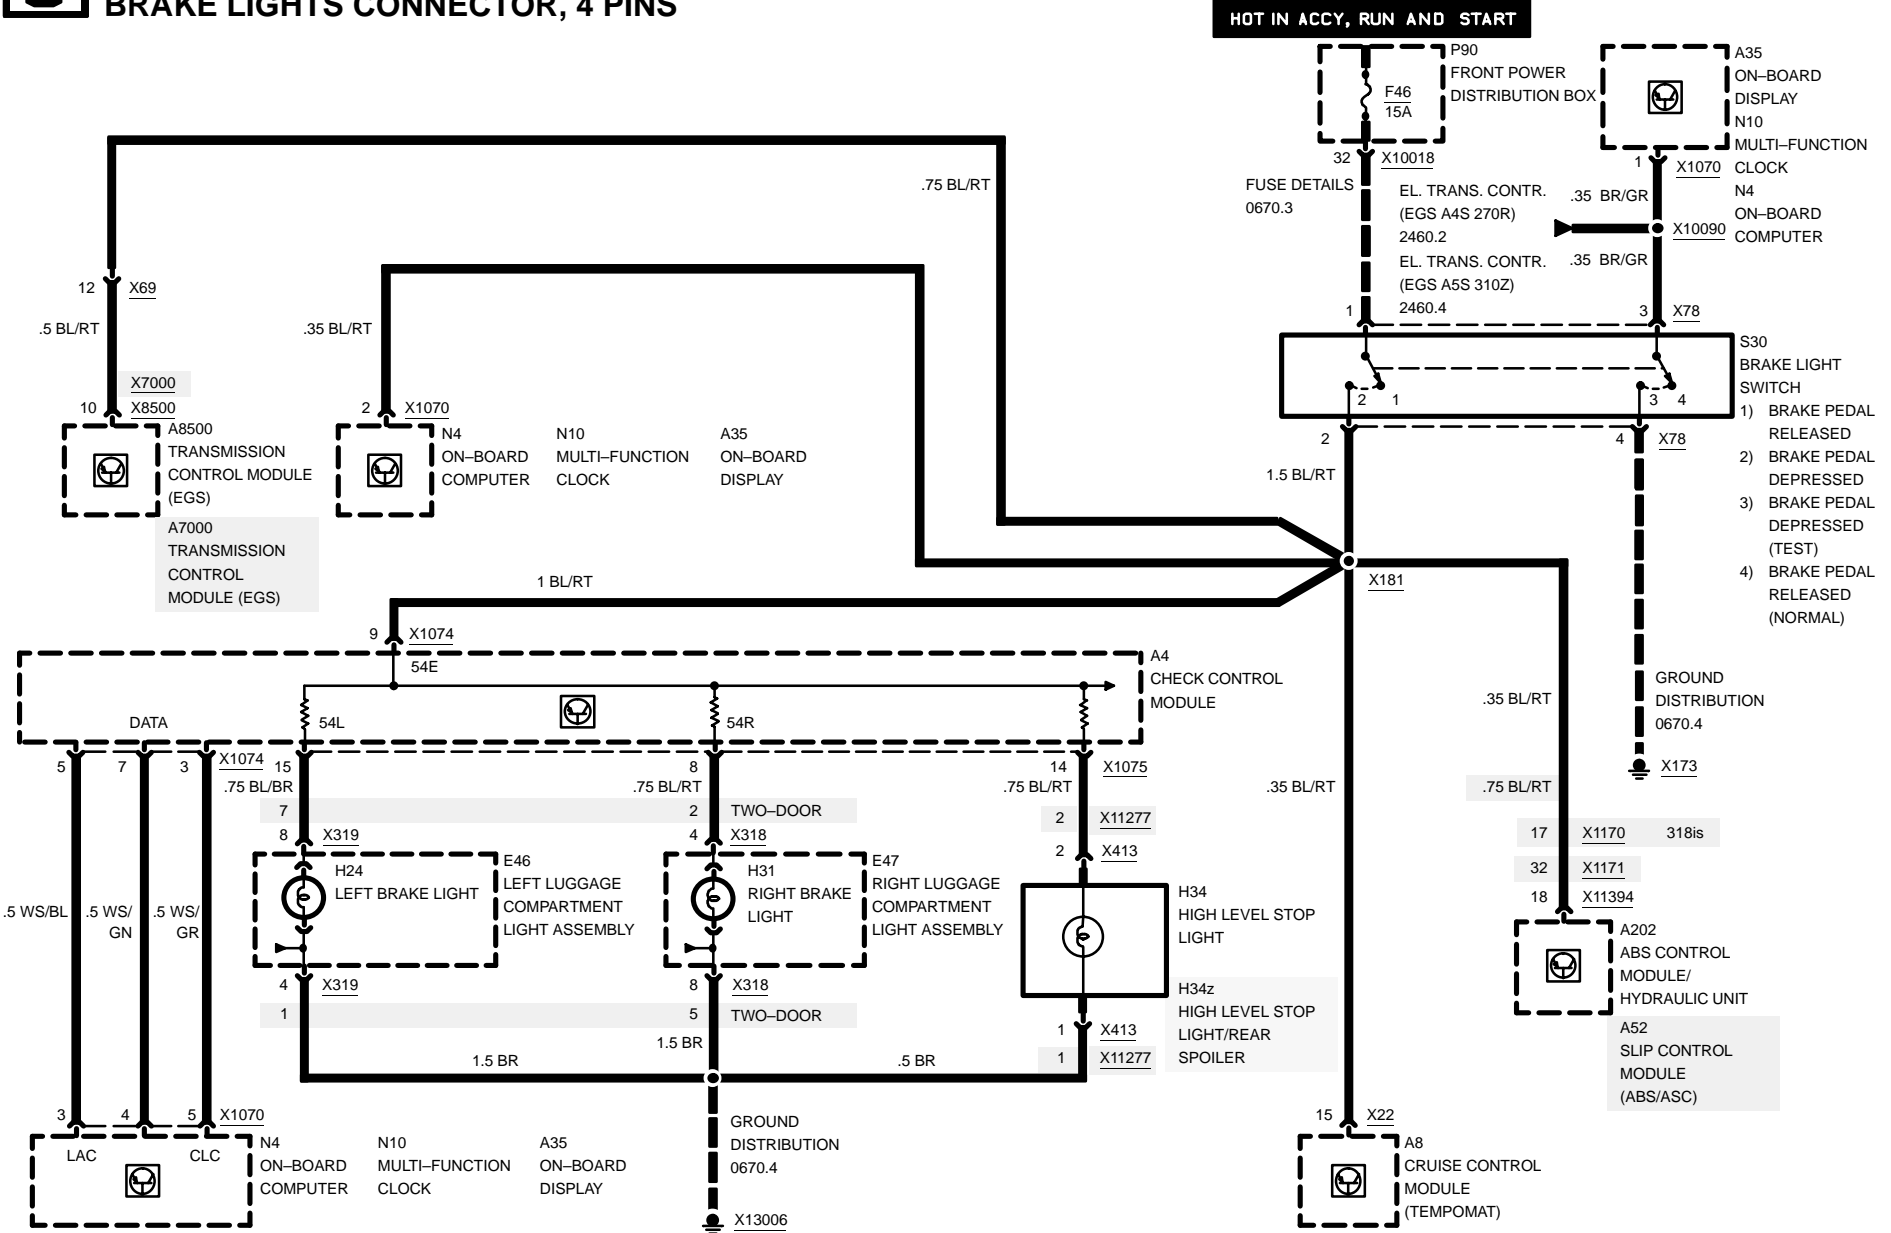 BRAKE LIGHTS CONNECTOR, 4 PINS
HOT IN ACCY, RUN AND START
P90
FRONT POWER
DISTRIBUTION BOX
F46
15A
A35
ON–BOARD
DISPLAY
N10
MULTI–FUNCTION
CLOCK
N4
ON–BOARD
COMPUTER
32 X10018
1 X1070
FUSE DETAILS
0670.3
EL. TRANS. CONTR.
(EGS A4S 270R)
2460.2
EL. TRANS. CONTR.
(EGS A5S 310Z)
2460.4
.35 BR/GR
X10090
.35 BR/GR
1
3 X78
S30
BRAKE LIGHT
SWITCH
1) BRAKE PEDAL
RELEASED
2) BRAKE PEDAL
DEPRESSED
3) BRAKE PEDAL
DEPRESSED
(TEST)
4) BRAKE PEDAL
RELEASED
(NORMAL)
2 1
3 4
2
4 X78
1.5 BL/RT
X181
.75 BL/RT
12 X69
.5 BL/RT
.35 BL/RT
X7000
10 X8500
2 X1070
A8500
TRANSMISSION
CONTROL MODULE
(EGS)
A7000
TRANSMISSION
CONTROL
MODULE (EGS)
N4
ON–BOARD
COMPUTER
N10
MULTI–FUNCTION
CLOCK
A35
ON–BOARD
DISPLAY
1 BL/RT
9 X1074
54E
A4
CHECK CONTROL
MODULE
DATA
54L
54R
5 7 3 X1074 15 8 14 X1075
.75 BL/BR
.75 BL/RT
.75 BL/RT
7 2 TWO–DOOR
8 X319
4 X318
2 X11277
2 X413
H24
LEFT BRAKE LIGHT
E46
LEFT LUGGAGE
COMPARTMENT
LIGHT ASSEMBLY
H31
RIGHT BRAKE
LIGHT
E47
RIGHT LUGGAGE
COMPARTMENT
LIGHT ASSEMBLY
H34
HIGH LEVEL STOP
LIGHT
H34z
HIGH LEVEL STOP
LIGHT/REAR
SPOILER
.5 WS/BL
.5 WS/
GN
.5 WS/
GR
4 X319
8 X318
1 5 TWO–DOOR
1 X413
1 X11277
1.5 BR
1.5 BR
.5 BR
GROUND
DISTRIBUTION
0670.4
X13006
3 4 5 X1070
LAC CLC
N4
ON–BOARD
COMPUTER
N10
MULTI–FUNCTION
CLOCK
A35
ON–BOARD
DISPLAY
GROUND
DISTRIBUTION
0670.4
X173
.35 BL/RT
.35 BL/RT
.75 BL/RT
17 X1170 318is
32 X1171
18 X11394
A202
ABS CONTROL
MODULE/
HYDRAULIC UNIT
A52
SLIP CONTROL
MODULE
(ABS/ASC)
15 X22
A8
CRUISE CONTROL
MODULE
(TEMPOMAT)